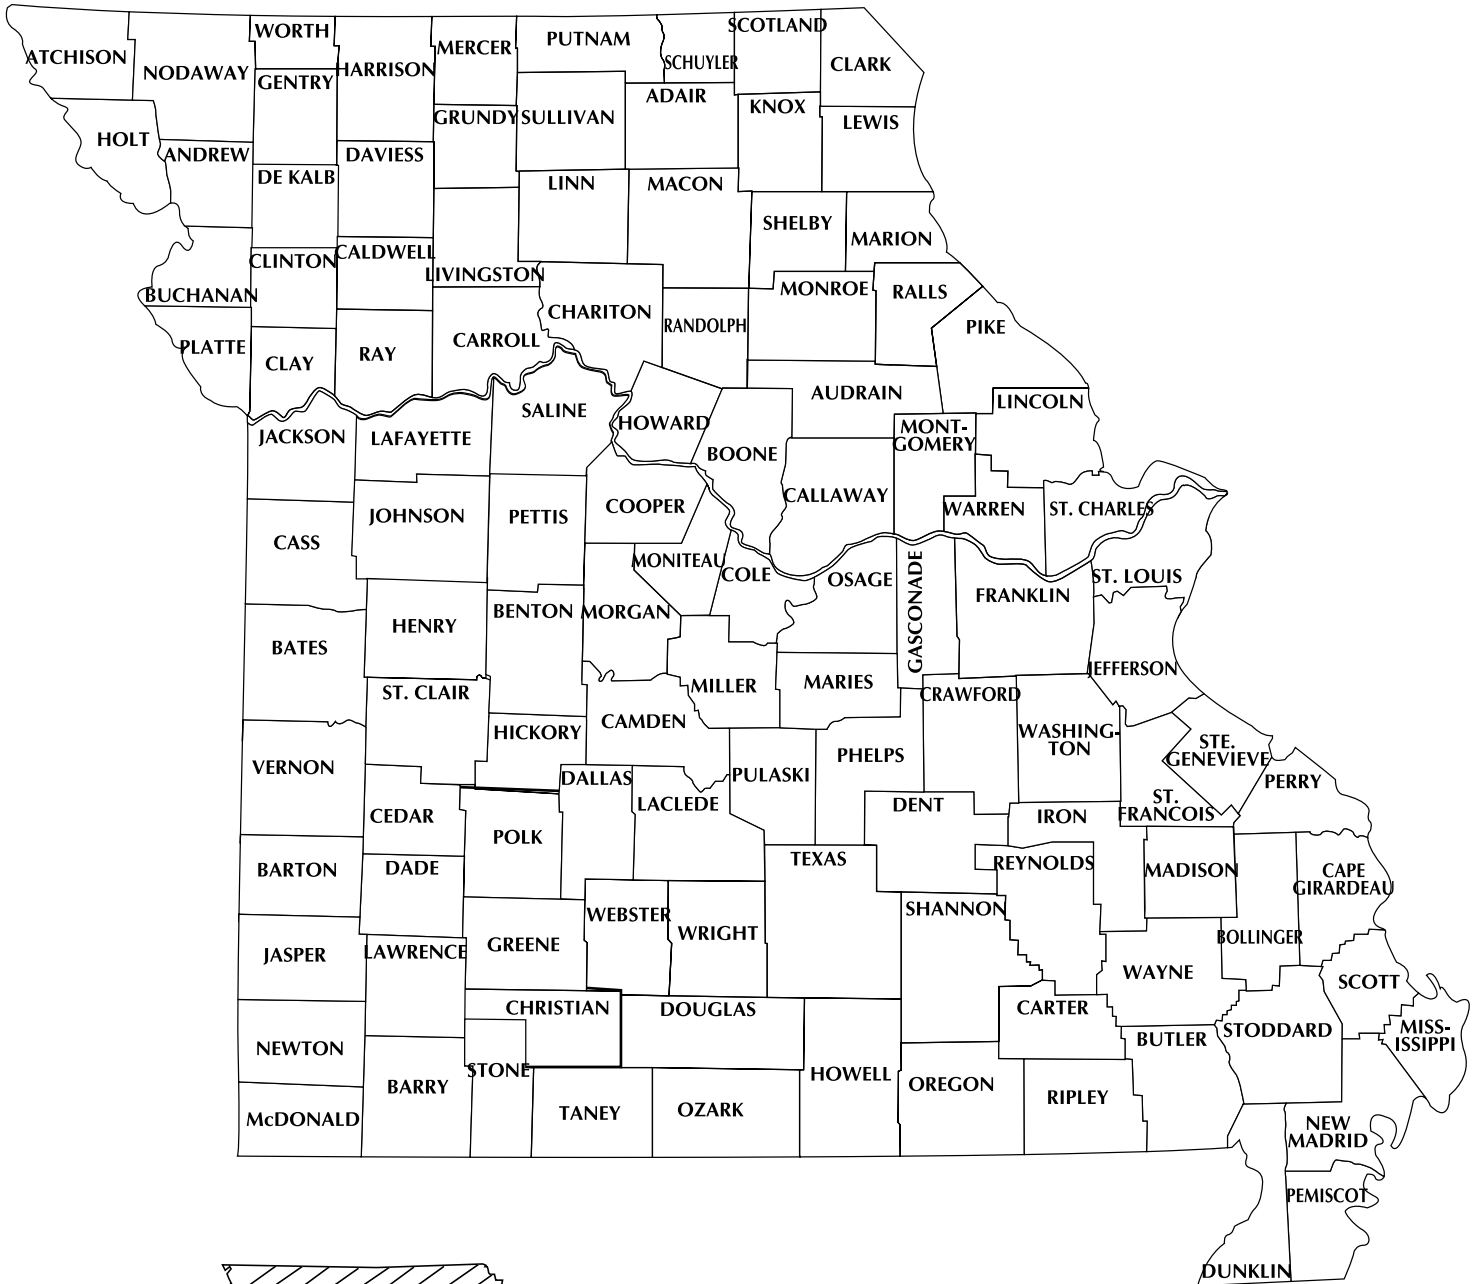 ATCHISON
NODAWAY
WORTH
GENTRY
HARRISON
MERCER
PUTNAM
SCHUYLER
SCOTLAND
CLARK
HOLT
ANDREW
DE KALB
DAVIESS
GRUNDY
SULLIVAN
ADAIR
KNOX
LEWIS
LINN
MACON
SHELBY
MARION
BUCHANAN
CLINTON
CALDWELL
LIVINGSTON
CHARITON
RANDOLPH
MONROE
RALLS
PIKE
PLATTE
CLAY
RAY
CARROLL
SALINE
HOWARD
BOONE
AUDRAIN
MONT-
GOMERY
LINCOLN
JACKSON
LAFAYETTE
COOPER
CALLAWAY
WARREN
ST. CHARLES
CASS
JOHNSON
PETTIS
MONITEAU
COLE
OSAGE
GASCONADE
FRANKLIN
ST. LOUIS
BATES
HENRY
BENTON
MORGAN
MILLER
MARIES
JEFFERSON
ST. CLAIR
HICKORY
CAMDEN
CRAWFORD
WASHING-
TON
STE.
GENEVIEVE
VERNON
CEDAR
POLK
DALLAS
LACLEDE
PULASKI
PHELPS
DENT
IRON
ST.
FRANCOIS
PERRY
BARTON
DADE
TEXAS
REYNOLDS
MADISON
CAPE
GIRARDEAU
JASPER
LAWRENCE
GREENE
WEBSTER
WRIGHT
SHANNON
WAYNE
BOLLINGER
SCOTT
NEWTON
CHRISTIAN
DOUGLAS
CARTER
BUTLER
STODDARD
MISS-
ISSIPPI
McDONALD
BARRY
STONE
TANEY
OZARK
HOWELL
OREGON
RIPLEY
NEW
MADRID
PEMISCOT
DUNKLIN